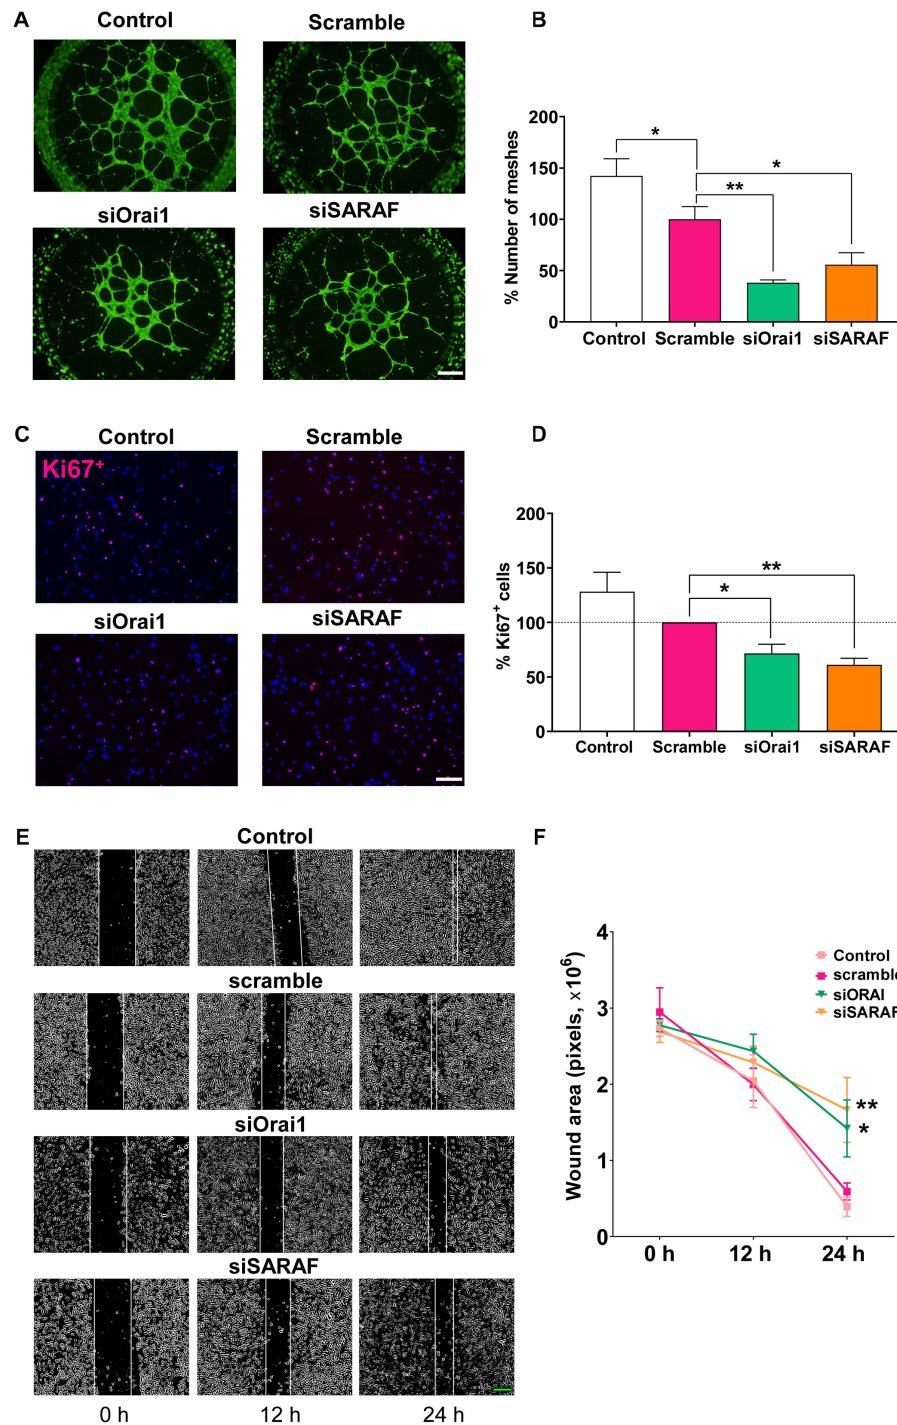 A
Control
Scramble
siOrai1
siSARAF
B
% Number of meshes
200
150
100
50
0
Control
Scramble
siOrai1
siSARAF
*
**
*
C
Control
Scramble
Ki67⁺
siOrai1
siSARAF
D
% Ki67⁺ cells
200
150
100
50
0
Control
Scramble
siOrai1
siSARAF
*
**
E
Control
scramble
siOrai1
siSARAF
0 h
12 h
24 h
F
Wound area (pixels, ×10⁶)
4
3
2
1
0
0 h
12 h
24 h
Control
scramble
siORAI
siSARAF
**
*